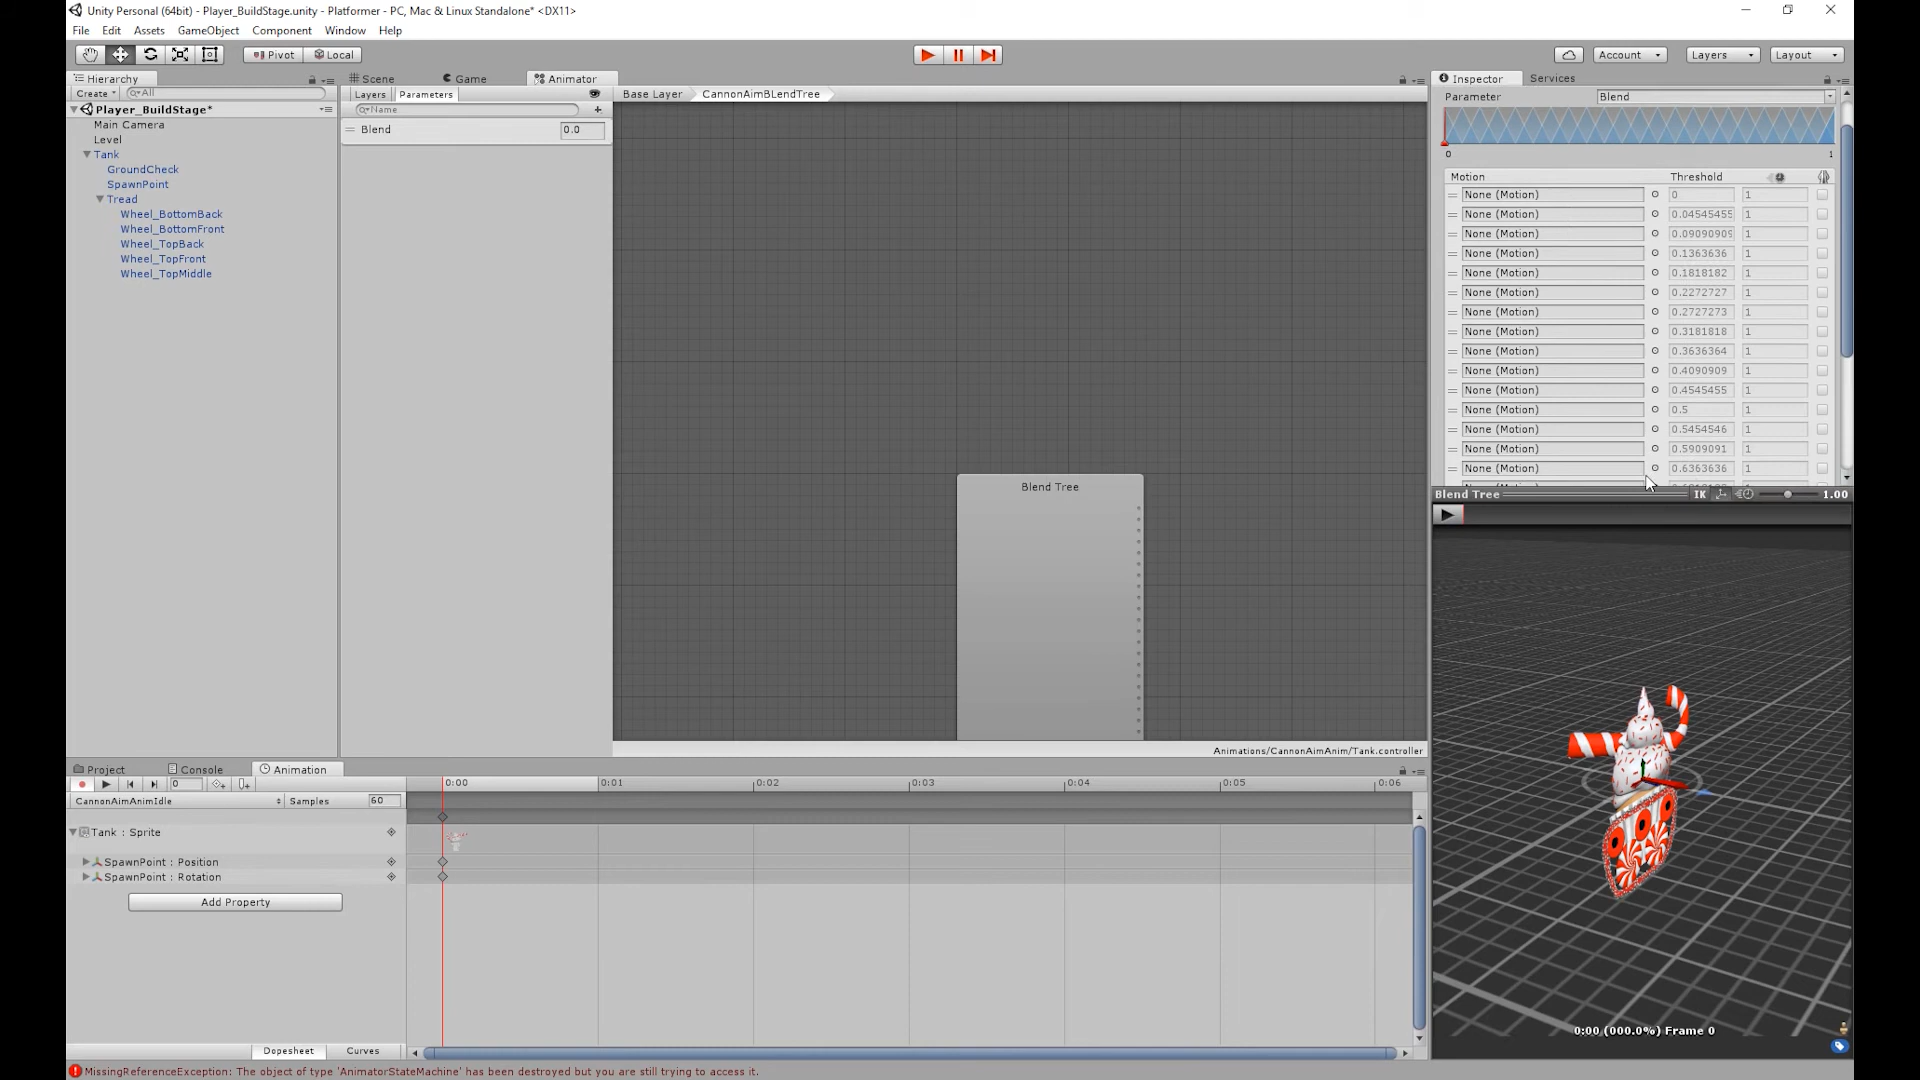 Unity Personal (64bit) - Player_BuildStage.unity - Platformer - PC, Mac & Linux Standalone* <DX11>
File Edit Assets GameObject Component Window Help
Pivot Local Account Layers Layout
Hierarchy
Create All
Player_BuildStage*
Main Camera
Level
Tank
GroundCheck
SpawnPoint
Tread
Wheel_BottomBack
Wheel_BottomFront
Wheel_TopBack
Wheel_TopFront
Wheel_TopMiddle
Scene Game Animator
Layers Parameters
Name
Blend 0.0
Base Layer CannonAimBLendTree
Blend Tree
Animations/CannonAimAnim/Tank.controller
Inspector Services
Parameter Blend
0 1
Motion Threshold
None (Motion) 0 1
None (Motion) 0.04545455 1
None (Motion) 0.09090909 1
None (Motion) 0.1363636 1
None (Motion) 0.1818182 1
None (Motion) 0.2272727 1
None (Motion) 0.2727273 1
None (Motion) 0.3181818 1
None (Motion) 0.3636364 1
None (Motion) 0.4090909 1
None (Motion) 0.4545455 1
None (Motion) 0.5 1
None (Motion) 0.5454546 1
None (Motion) 0.5909091 1
None (Motion) 0.6363636 1
Blend Tree IK 1.00
0:00 (000.0%) Frame 0
Project Console Animation
0 0:00 0:01 0:02 0:03 0:04 0:05 0:06
CannonAimAnimIdle Samples 60
Tank : Sprite
SpawnPoint : Position
SpawnPoint : Rotation
Add Property
Dopesheet Curves
MissingReferenceException: The object of type 'AnimatorStateMachine' has been destroyed but you are still trying to access it.